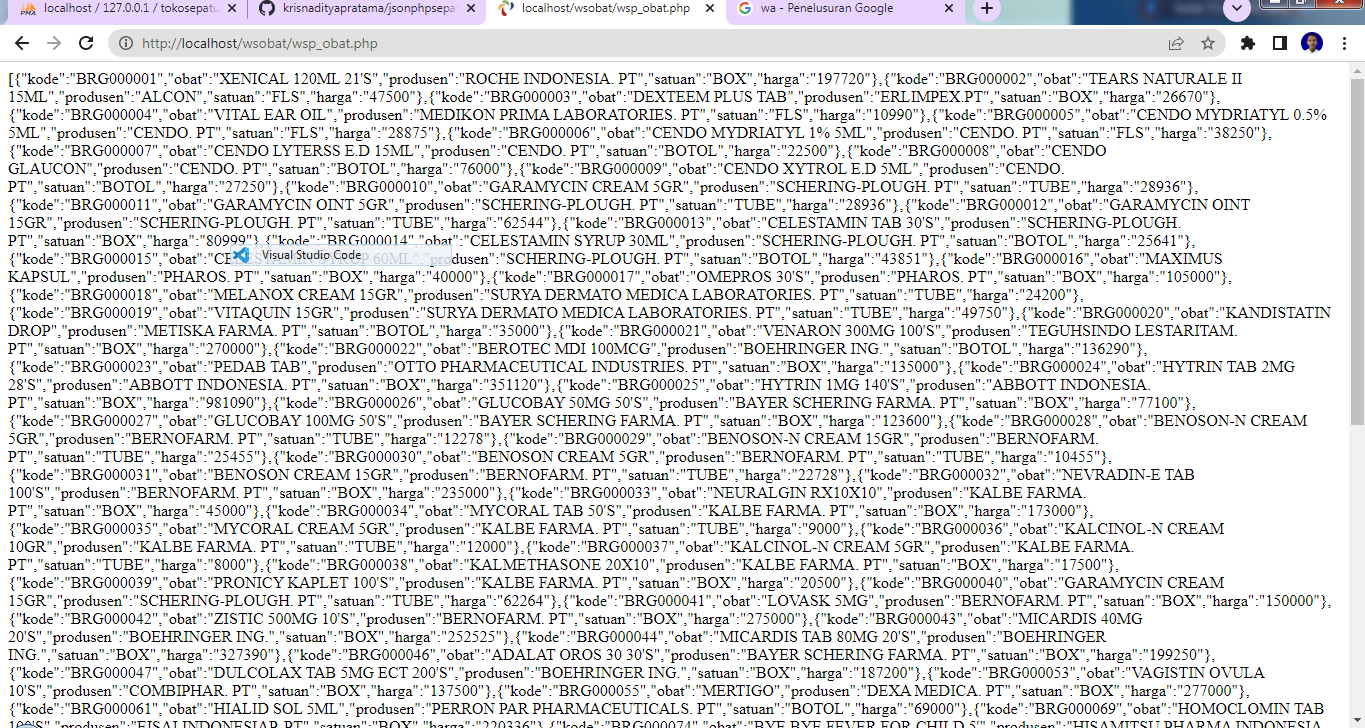 localhost / 127.0.0.1 / tokosepatu
krisnadityapratama/jsonphpsepa
localhost/wsobat/wsp_obat.php
wa - Penelusuran Google
http://localhost/wsobat/wsp_obat.php
[{"kode":"BRG000001","obat":"XENICAL 120ML 21'S","produsen":"ROCHE INDONESIA. PT","satuan":"BOX","harga":"197720"},{"kode":"BRG000002","obat":"TEARS NATURALE II
15ML","produsen":"ALCON","satuan":"FLS","harga":"47500"},{"kode":"BRG000003","obat":"DEXTEEM PLUS TAB","produsen":"ERLIMPEX.PT","satuan":"BOX","harga":"26670"},
{"kode":"BRG000004","obat":"VITAL EAR OIL","produsen":"MEDIKON PRIMA LABORATORIES. PT","satuan":"FLS","harga":"10990"},{"kode":"BRG000005","obat":"CENDO MYDRIATYL 0.5%
5ML","produsen":"CENDO. PT","satuan":"FLS","harga":"28875"},{"kode":"BRG000006","obat":"CENDO MYDRIATYL 1% 5ML","produsen":"CENDO. PT","satuan":"FLS","harga":"38250"},
{"kode":"BRG000007","obat":"CENDO LYTERSS E.D 15ML","produsen":"CENDO. PT","satuan":"BOTOL","harga":"22500"},{"kode":"BRG000008","obat":"CENDO
GLAUCON","produsen":"CENDO. PT","satuan":"BOTOL","harga":"76000"},{"kode":"BRG000009","obat":"CENDO XYTROL E.D 5ML","produsen":"CENDO.
PT","satuan":"BOTOL","harga":"27250"},{"kode":"BRG000010","obat":"GARAMYCIN CREAM 5GR","produsen":"SCHERING-PLOUGH. PT","satuan":"TUBE","harga":"28936"},
{"kode":"BRG000011","obat":"GARAMYCIN OINT 5GR","produsen":"SCHERING-PLOUGH. PT","satuan":"TUBE","harga":"28936"},{"kode":"BRG000012","obat":"GARAMYCIN OINT
15GR","produsen":"SCHERING-PLOUGH. PT","satuan":"TUBE","harga":"62544"},{"kode":"BRG000013","obat":"CELESTAMIN TAB 30'S","produsen":"SCHERING-PLOUGH.
PT","satuan":"BOX","harga":"80999"},{"kode":"BRG000014","obat":"CELESTAMIN SYRUP 30ML","produsen":"SCHERING-PLOUGH. PT","satuan":"BOTOL","harga":"25641"},
{"kode":"BRG000015","obat":"CELESTAMIN SYRUP 60ML","produsen":"SCHERING-PLOUGH. PT","satuan":"BOTOL","harga":"43851"},{"kode":"BRG000016","obat":"MAXIMUS
Visual Studio Code
KAPSUL","produsen":"PHAROS. PT","satuan":"BOX","harga":"40000"},{"kode":"BRG000017","obat":"OMEPROS 30'S","produsen":"PHAROS. PT","satuan":"BOX","harga":"105000"},
{"kode":"BRG000018","obat":"MELANOX CREAM 15GR","produsen":"SURYA DERMATO MEDICA LABORATORIES. PT","satuan":"TUBE","harga":"24200"},
{"kode":"BRG000019","obat":"VITAQUIN 15GR","produsen":"SURYA DERMATO MEDICA LABORATORIES. PT","satuan":"TUBE","harga":"49750"},{"kode":"BRG000020","obat":"KANDISTATIN
DROP","produsen":"METISKA FARMA. PT","satuan":"BOTOL","harga":"35000"},{"kode":"BRG000021","obat":"VENARON 300MG 100'S","produsen":"TEGUHSINDO LESTARITAM.
PT","satuan":"BOX","harga":"270000"},{"kode":"BRG000022","obat":"BEROTEC MDI 100MCG","produsen":"BOEHRINGER ING.","satuan":"BOTOL","harga":"136290"},
{"kode":"BRG000023","obat":"PEDAB TAB","produsen":"OTTO PHARMACEUTICAL INDUSTRIES. PT","satuan":"BOX","harga":"135000"},{"kode":"BRG000024","obat":"HYTRIN TAB 2MG
28'S","produsen":"ABBOTT INDONESIA. PT","satuan":"BOX","harga":"351120"},{"kode":"BRG000025","obat":"HYTRIN 1MG 140'S","produsen":"ABBOTT INDONESIA.
PT","satuan":"BOX","harga":"981090"},{"kode":"BRG000026","obat":"GLUCOBAY 50MG 50'S","produsen":"BAYER SCHERING FARMA. PT","satuan":"BOX","harga":"77100"},
{"kode":"BRG000027","obat":"GLUCOBAY 100MG 50'S","produsen":"BAYER SCHERING FARMA. PT","satuan":"BOX","harga":"123600"},{"kode":"BRG000028","obat":"BENOSON-N CREAM
5GR","produsen":"BERNOFARM. PT","satuan":"TUBE","harga":"12278"},{"kode":"BRG000029","obat":"BENOSON-N CREAM 15GR","produsen":"BERNOFARM.
PT","satuan":"TUBE","harga":"25455"},{"kode":"BRG000030","obat":"BENOSON CREAM 5GR","produsen":"BERNOFARM. PT","satuan":"TUBE","harga":"10455"},
{"kode":"BRG000031","obat":"BENOSON CREAM 15GR","produsen":"BERNOFARM. PT","satuan":"TUBE","harga":"22728"},{"kode":"BRG000032","obat":"NEVRADIN-E TAB
100'S","produsen":"BERNOFARM. PT","satuan":"BOX","harga":"235000"},{"kode":"BRG000033","obat":"NEURALGIN RX10X10","produsen":"KALBE FARMA.
PT","satuan":"BOX","harga":"45000"},{"kode":"BRG000034","obat":"MYCORAL TAB 50'S","produsen":"KALBE FARMA. PT","satuan":"BOX","harga":"173000"},
{"kode":"BRG000035","obat":"MYCORAL CREAM 5GR","produsen":"KALBE FARMA. PT","satuan":"TUBE","harga":"9000"},{"kode":"BRG000036","obat":"KALCINOL-N CREAM
10GR","produsen":"KALBE FARMA. PT","satuan":"TUBE","harga":"12000"},{"kode":"BRG000037","obat":"KALCINOL-N CREAM 5GR","produsen":"KALBE FARMA.
PT","satuan":"TUBE","harga":"8000"},{"kode":"BRG000038","obat":"KALMETHASONE 20X10","produsen":"KALBE FARMA. PT","satuan":"BOX","harga":"17500"},
{"kode":"BRG000039","obat":"PRONICY KAPLET 100'S","produsen":"KALBE FARMA. PT","satuan":"BOX","harga":"20500"},{"kode":"BRG000040","obat":"GARAMYCIN CREAM
15GR","produsen":"SCHERING-PLOUGH. PT","satuan":"TUBE","harga":"62264"},{"kode":"BRG000041","obat":"LOVASK 5MG","produsen":"BERNOFARM. PT","satuan":"BOX","harga":"150000"},
{"kode":"BRG000042","obat":"ZISTIC 500MG 10'S","produsen":"BERNOFARM. PT","satuan":"BOX","harga":"275000"},{"kode":"BRG000043","obat":"MICARDIS 40MG
20'S","produsen":"BOEHRINGER ING.","satuan":"BOX","harga":"252525"},{"kode":"BRG000044","obat":"MICARDIS TAB 80MG 20'S","produsen":"BOEHRINGER
ING.","satuan":"BOX","harga":"327390"},{"kode":"BRG000046","obat":"ADALAT OROS 30 30'S","produsen":"BAYER SCHERING FARMA. PT","satuan":"BOX","harga":"199250"},
{"kode":"BRG000047","obat":"DULCOLAX TAB 5MG ECT 200'S","produsen":"BOEHRINGER ING.","satuan":"BOX","harga":"187200"},{"kode":"BRG000053","obat":"VAGISTIN OVULA
10'S","produsen":"COMBIPHAR. PT","satuan":"BOX","harga":"137500"},{"kode":"BRG000055","obat":"MERTIGO","produsen":"DEXA MEDICA. PT","satuan":"BOX","harga":"277000"},
{"kode":"BRG000061","obat":"HIALID SOL 5ML","produsen":"PERRON PAR PHARMACEUTICALS. PT","satuan":"BOTOL","harga":"69000"},{"kode":"BRG000069","obat":"HOMOCLOMIN TAB
100'S","produsen":"EISAI INDONESIAP. PT","satuan":"BOX","harga":"220336"},{"kode":"BRG000074","obat":"BYE BYE FEVER FOR CHILD 5","produsen":"HISAMITSU PHARMA INDONESIA.